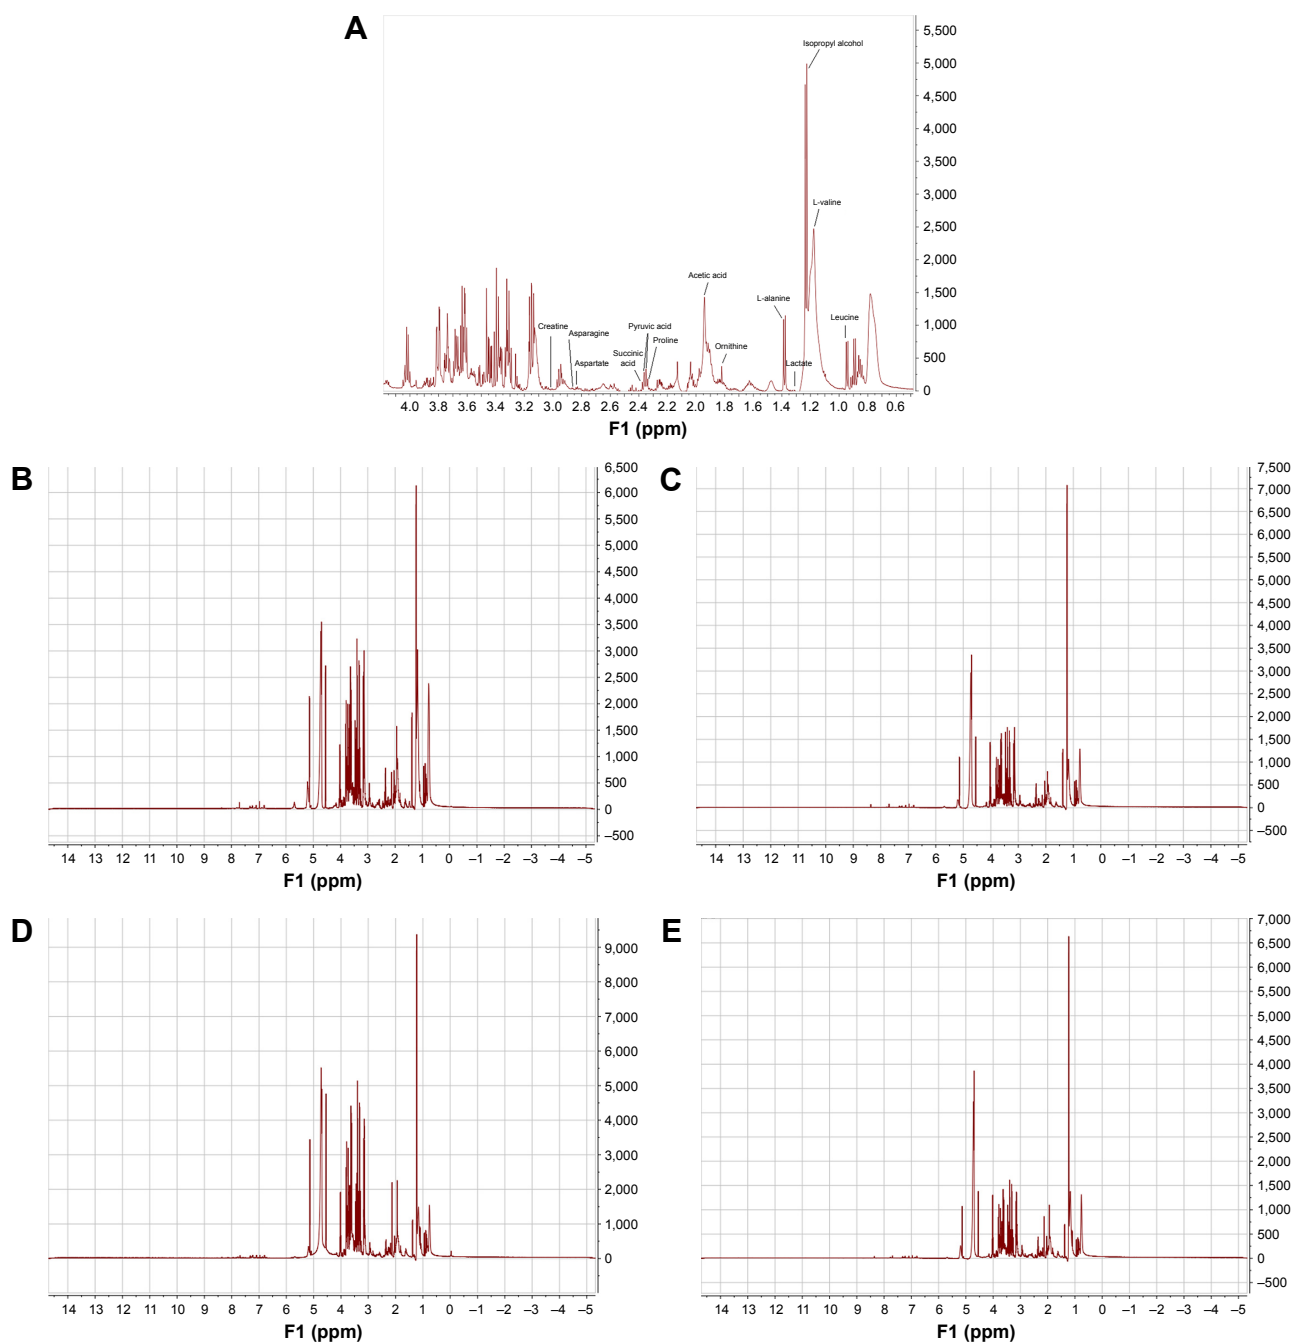 A
5,500
5,000
4,500
4,000
3,500
3,000
2,500
2,000
1,500
1,000
500
0
Isopropyl alcohol
L-valine
Acetic acid
L-alanine
Leucine
Creatine
Asparagine
Pyruvic acid
Proline
Succinic
acid
Aspartate
Ornithine
Lactate
4.0 3.8 3.6 3.4 3.2 3.0 2.8 2.6 2.4 2.2 2.0 1.8 1.6 1.4 1.2 1.0 0.8 0.6
F1 (ppm)
B
6,500
6,000
5,500
5,000
4,500
4,000
3,500
3,000
2,500
2,000
1,500
1,000
500
0
–500
14 13 12 11 10 9 8 7 6 5 4 3 2 1 0 –1 –2 –3 –4 –5
F1 (ppm)
C
7,500
7,000
6,500
6,000
5,500
5,000
4,500
4,000
3,500
3,000
2,500
2,000
1,500
1,000
500
0
–500
14 13 12 11 10 9 8 7 6 5 4 3 2 1 0 –1 –2 –3 –4 –5
F1 (ppm)
D
9,000
8,000
7,000
6,000
5,000
4,000
3,000
2,000
1,000
0
14 13 12 11 10 9 8 7 6 5 4 3 2 1 0 –1 –2 –3 –4 –5
F1 (ppm)
E
7,000
6,500
6,000
5,500
5,000
4,500
4,000
3,500
3,000
2,500
2,000
1,500
1,000
500
0
–500
14 13 12 11 10 9 8 7 6 5 4 3 2 1 0 –1 –2 –3 –4 –5
F1 (ppm)